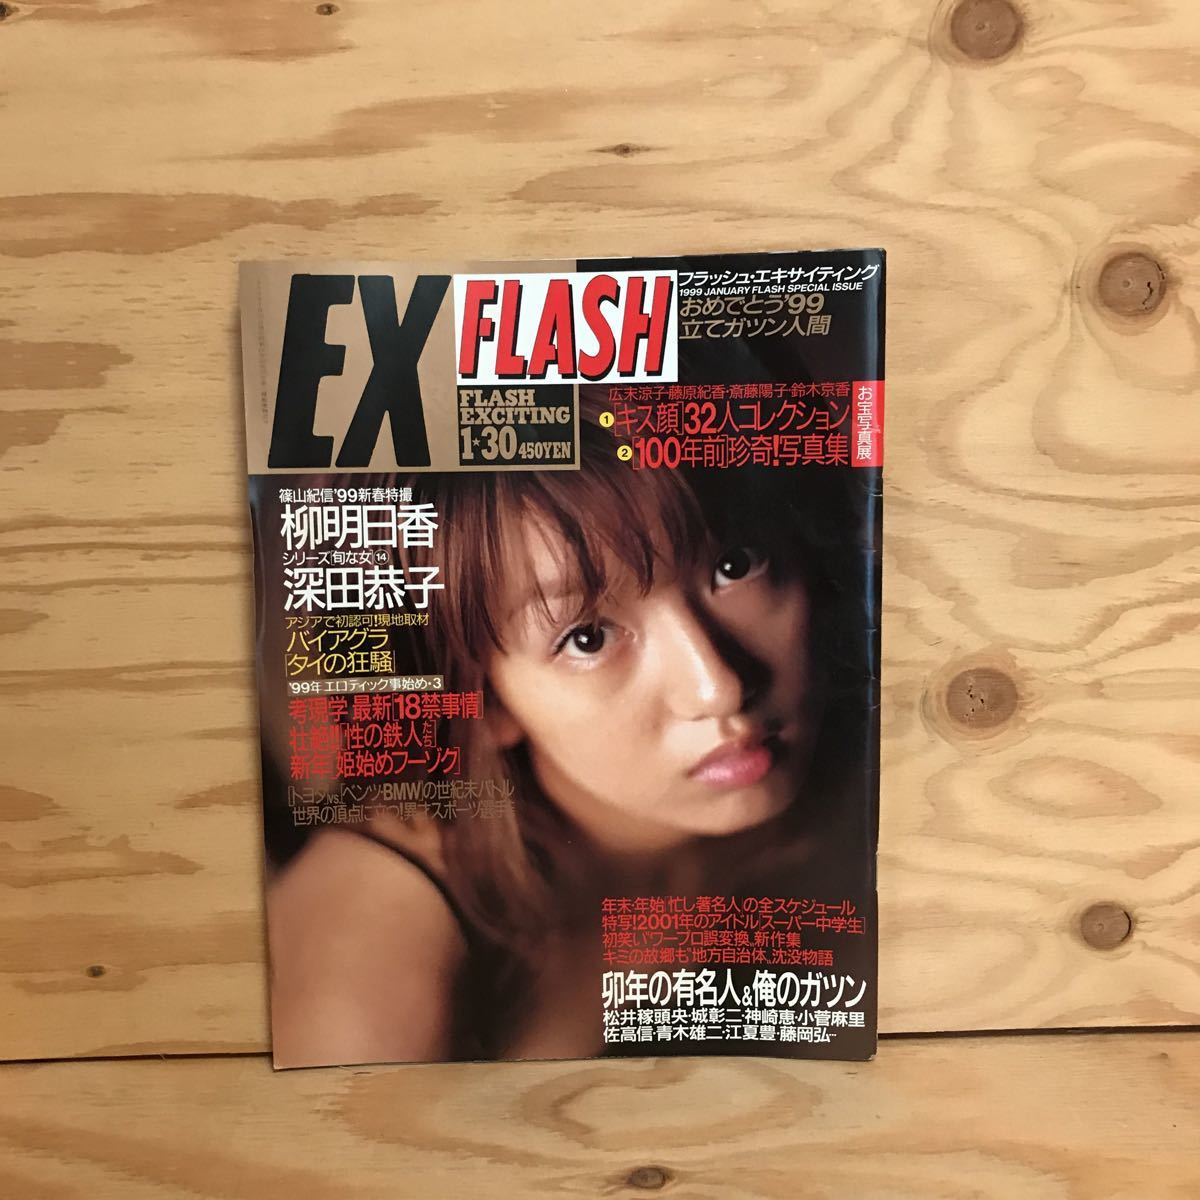 EX
FLASH
FLASH
EXCITING
1★30 450YEN
フラッシュ・エキサイティング
1999 JANUARY FLASH SPECIAL ISSUE
おめでとう'99
立てガツン人間
広末涼子・藤原紀香・斎藤陽子・鈴木京香
1 [キス顔]32人コレクション
2 [100年前]珍奇!写真集
お宝写真展
篠山紀信'99新春特撮
柳明日香
シリーズ[旬な女]⑭
深田恭子
アジアで初認可!現地取材
バイアグラ
[タイの狂騒]
'99年 エロティック事始め・3
考現学 最新[18禁事情]
壮絶!![性の鉄人たち]
新年[姫始めフーゾク]
[トヨタ]vs.[ベンツ・BMW]の世紀末バトル
世界の頂点に立つ!異才スポーツ選手
年末・年始[忙し著名人]の全スケジュール
特写!2001年のアイドル[スーパー中学生]
初笑い"ワープロ誤変換"新作集
キミの故郷も"地方自治体"沈没物語
卯年の有名人&俺のガツン
松井稼頭央・城彰二・神崎恵・小菅麻里
佐高信・青木雄二・江夏豊・藤岡弘…